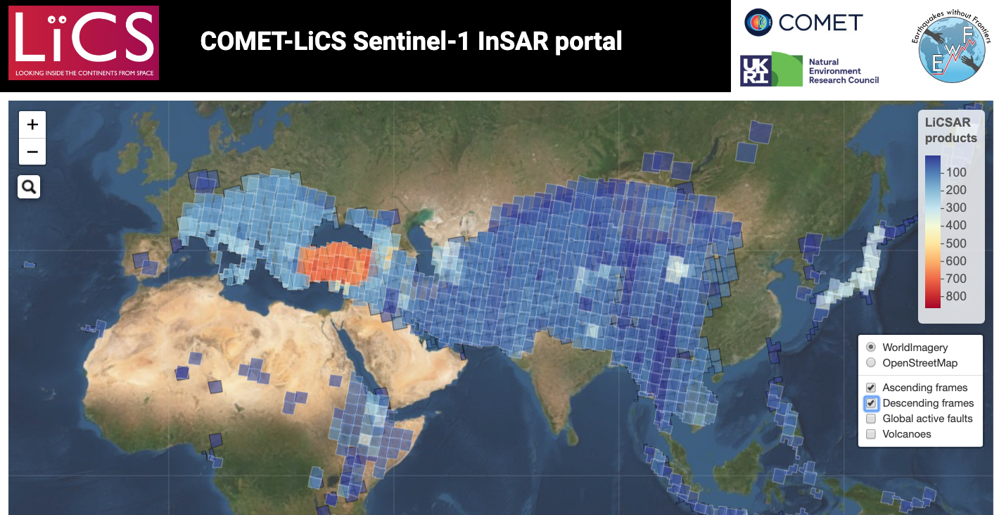 LiCS
LOOKING INSIDE THE CONTINENTS FROM SPACE
COMET-LiCS Sentinel-1 InSAR portal
COMET
UK
RI
Natural
Environment
Research Council
Earthquakes without Frontiers
E W F
+
−
LiCSAR
products
100
200
300
400
500
600
700
800
WorldImagery
OpenStreetMap
Ascending frames
Descending frames
Global active faults
Volcanoes